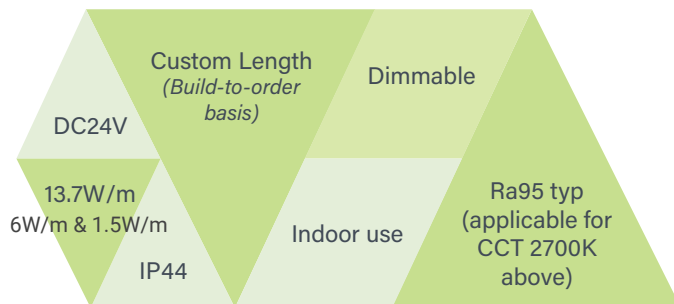 Custom Length
(Build-to-order
basis)
Dimmable
DC24V
13.7W/m
6W/m & 1.5W/m
IP44
Indoor use
Ra95 typ
(applicable for
CCT 2700K
above)